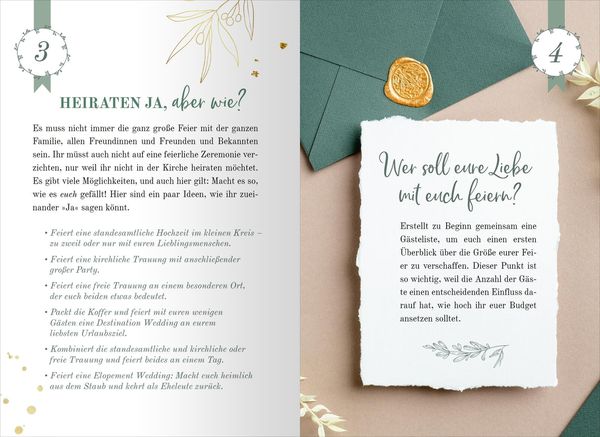 3
HEIRATEN JA, aber wie?
Es muss nicht immer die ganz große Feier mit der ganzen
Familie, allen Freundinnen und Freunden und Bekannten
sein. Ihr müsst auch nicht auf eine feierliche Zeremonie ver-
zichten, nur weil ihr nicht in der Kirche heiraten möchtet.
Es gibt viele Möglichkeiten, und auch hier gilt: Macht es so,
wie es euch gefällt! Hier sind ein paar Ideen, wie ihr zuei-
nander »Ja« sagen könnt.
• Feiert eine standesamtliche Hochzeit im kleinen Kreis –
zu zweit oder nur mit euren Lieblingsmenschen.
• Feiert eine kirchliche Trauung mit anschließender
großer Party.
• Feiert eine freie Trauung an einem besonderen Ort,
der euch beiden etwas bedeutet.
• Packt die Koffer und feiert mit euren wenigen
Gästen eine Destination Wedding an eurem
liebsten Urlaubsziel.
• Kombiniert die standesamtliche und kirchliche oder
freie Trauung und feiert beides an einem Tag.
• Feiert eine Elopement Wedding: Macht euch heimlich
aus dem Staub und kehrt als Eheleute zurück.
4
Wer soll eure Liebe
mit euch feiern?
Erstellt zu Beginn gemeinsam eine
Gästeliste, um euch einen ersten
Überblick über die Größe eurer Fei-
er zu verschaffen. Dieser Punkt ist
so wichtig, weil die Anzahl der Gäs-
te einen entscheidenden Einfluss da-
rauf hat, wie hoch ihr euer Budget
ansetzen solltet.